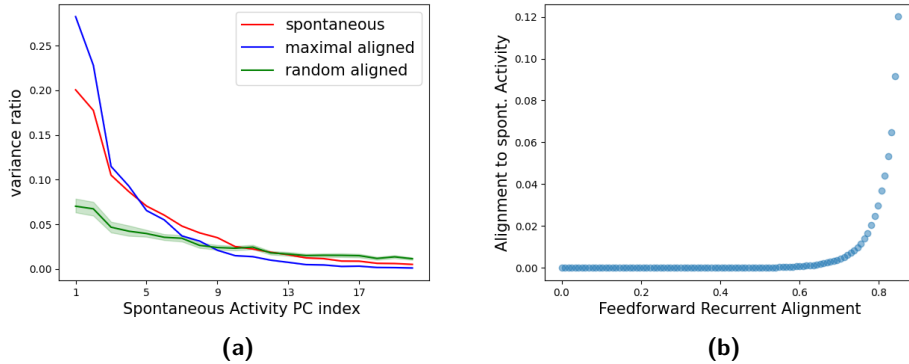 spontaneous
maximal aligned
random aligned
variance ratio
0.25
0.20
0.15
0.10
0.05
0.00
1 5 9 13 17
Spontaneous Activity PC index
(a)
Alignment to spont. Activity
0.12
0.10
0.08
0.06
0.04
0.02
0.00
0.0 0.2 0.4 0.6 0.8
Feedforward Recurrent Alignment
(b)